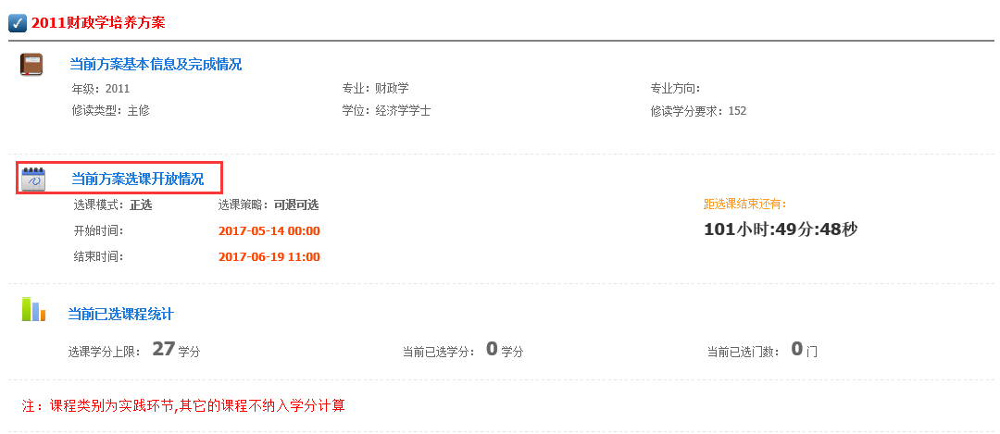 2011财政学培养方案
当前方案基本信息及完成情况
年级：2011 专业：财政学 专业方向：
修读类型：主修 学位：经济学学士 修读学分要求：152
当前方案选课开放情况
选课模式：正选 选课策略：可退可选 距选课结束还有：
开始时间： 2017-05-14 00:00 101小时:49分:48秒
结束时间： 2017-06-19 11:00
当前已选课程统计
选课学分上限： 27 学分 当前已选学分： 0 学分 当前已选门数： 0 门
注：课程类别为实践环节,其它的课程不纳入学分计算